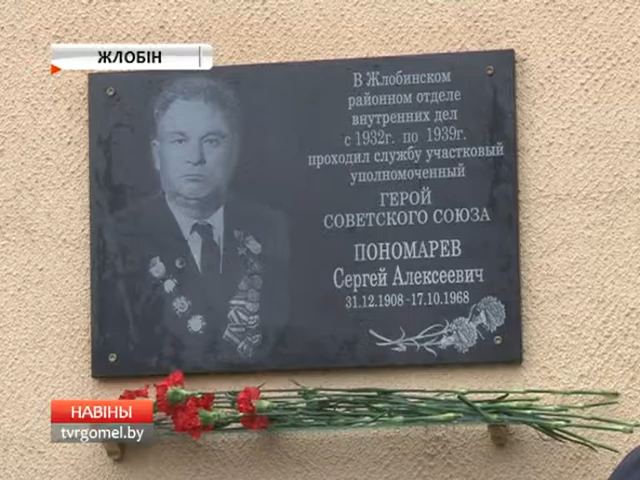 ЖЛОБІН
В Жлобинском
районном отделе
внутренних дел
с 1932г. по 1939г.
проходил службу участковый
уполномоченный
ГЕРОЙ
СОВЕТСКОГО СОЮЗА
ПОНОМАРЕВ
Сергей Алексеевич
31.12.1908 -17.10.1968
НАВІНЫ
tvrgomel.by